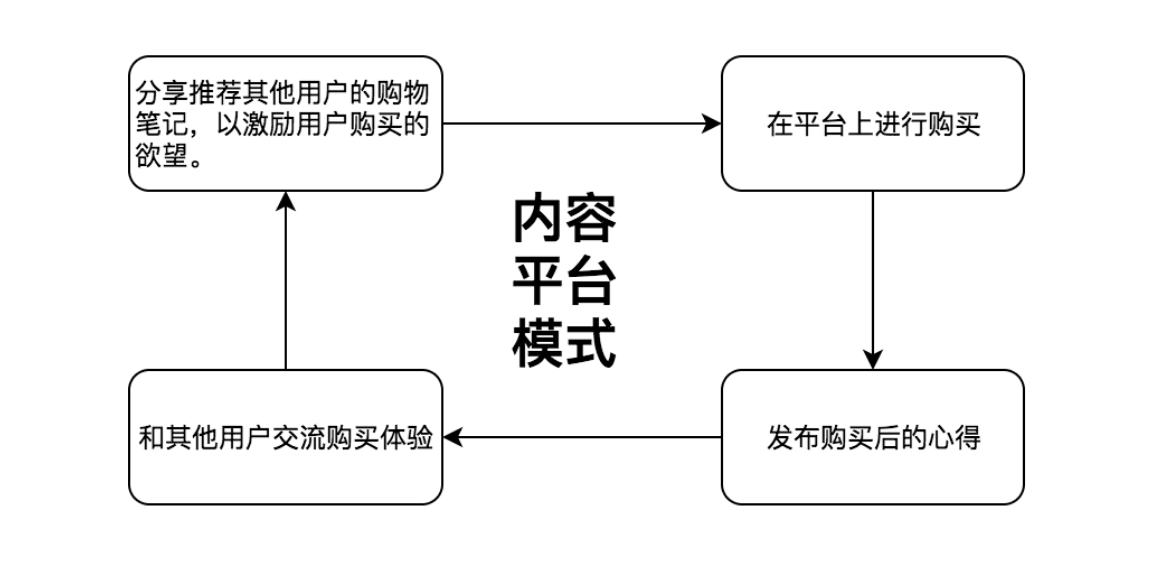 分享推荐其他用户的购物
笔记，以激励用户购买的
欲望。
在平台上进行购买
内容
平台
模式
和其他用户交流购买体验
发布购买后的心得